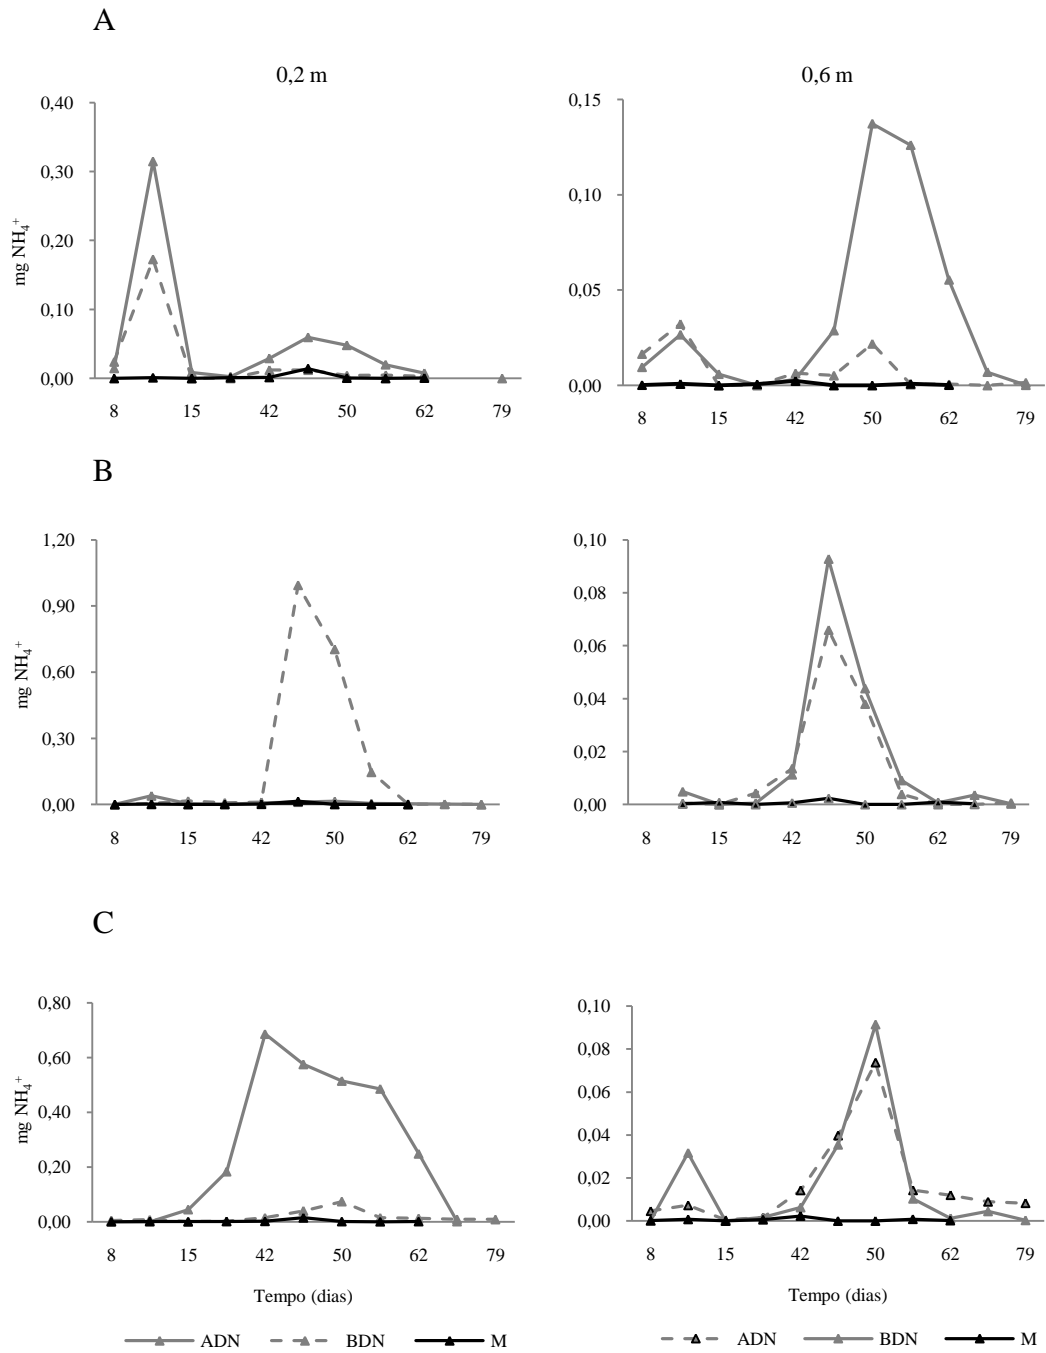 A
0,2 m
0,6 m
0,40
0,30
0,20
0,10
0,00
mg NH₄⁺
8 15 42 50 62 79
0,15
0,10
0,05
0,00
8 15 42 50 62 79
B
1,20
0,90
0,60
0,30
0,00
mg NH₄⁺
8 15 42 50 62 79
0,10
0,08
0,06
0,04
0,02
0,00
8 15 42 50 62 79
C
0,80
0,60
0,40
0,20
0,00
mg NH₄⁺
8 15 42 50 62 79
Tempo (dias)
ADN BDN M
0,10
0,08
0,06
0,04
0,02
0,00
8 15 42 50 62 79
Tempo (dias)
ADN BDN M